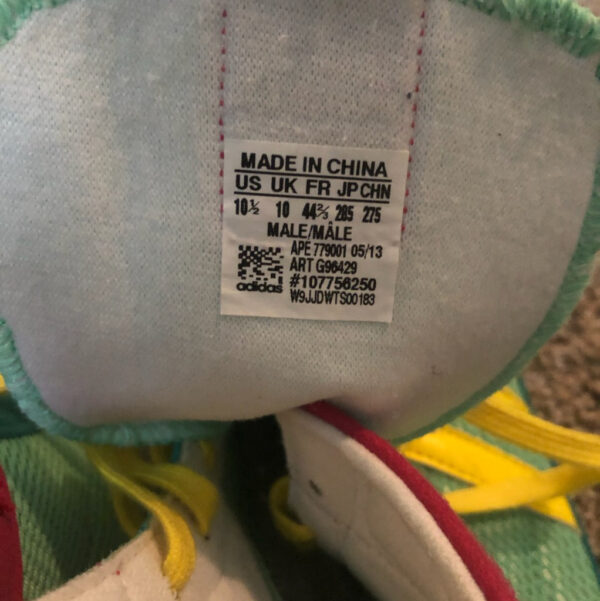 MADE IN CHINA
US UK FR JP CHN
10½ 10 44⅔ 285 275
MALE/MÂLE
APE 779001 05/13
ART G96429
#107756250
adidas
W9JJDWTS00183